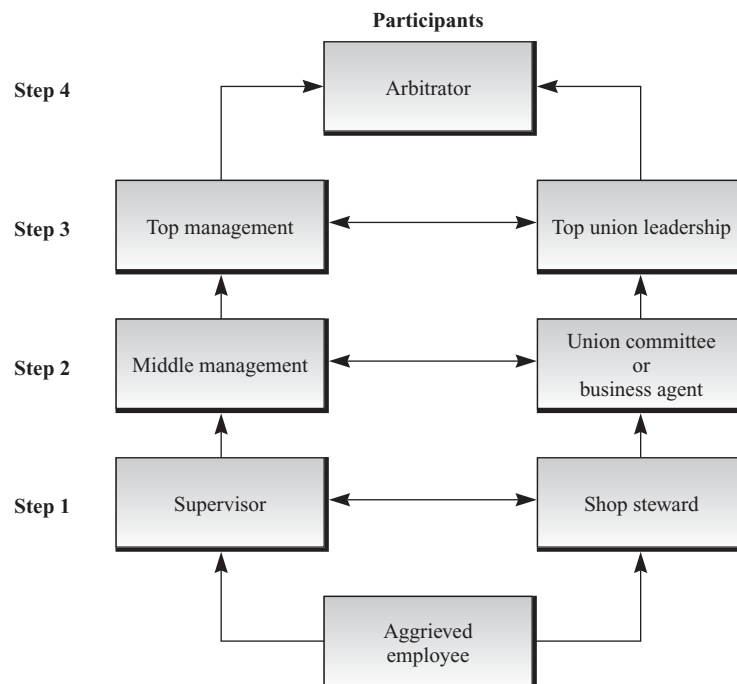 Participants
Step 4
Arbitrator
Step 3
Top management
Top union leadership
Step 2
Middle management
Union committee
or
business agent
Step 1
Supervisor
Shop steward
Aggrieved
employee